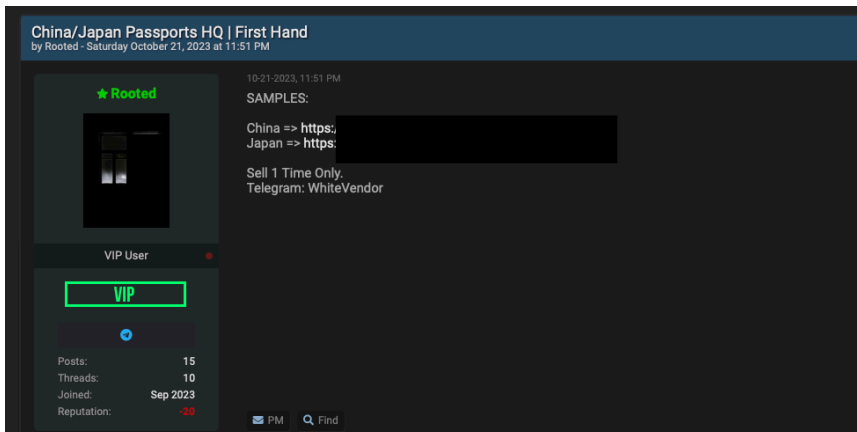 China/Japan Passports HQ | First Hand
by Rooted - Saturday October 21, 2023 at 11:51 PM
Rooted
VIP User
VIP
Posts: 15
Threads: 10
Joined: Sep 2023
Reputation: -20
10-21-2023, 11:51 PM
SAMPLES:
China => https:/
Japan => https:
Sell 1 Time Only.
Telegram: WhiteVendor
PM Find